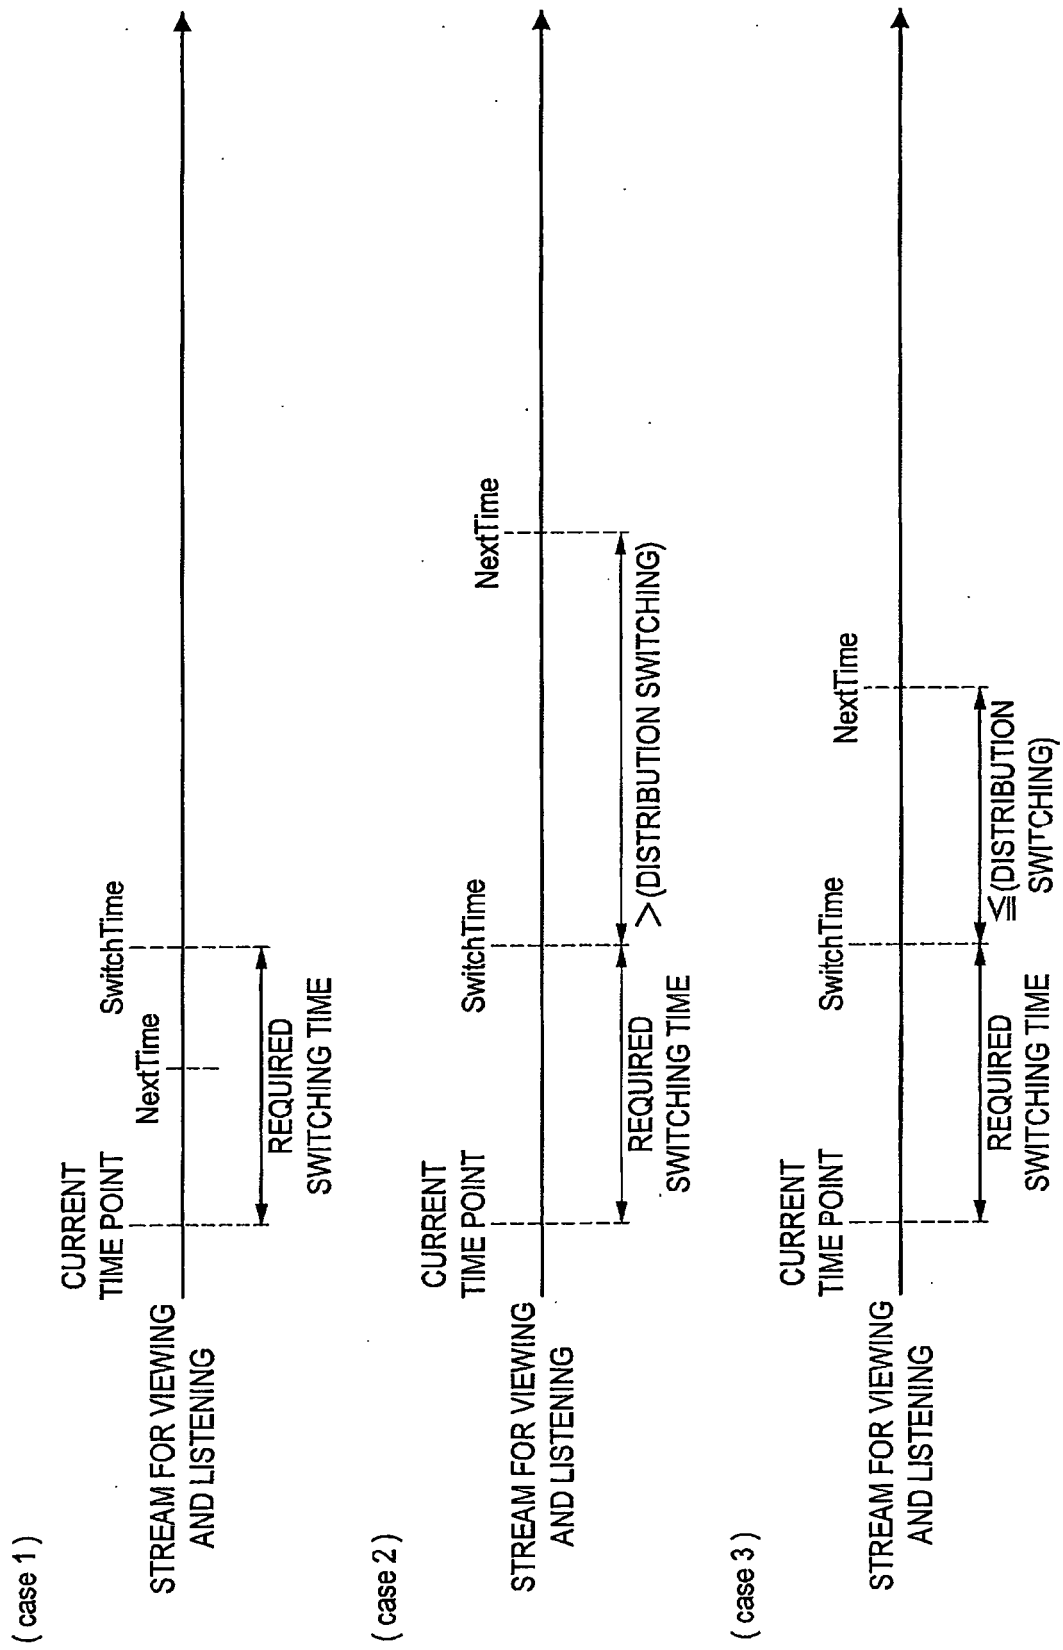 ( case 1 )
CURRENT
TIME POINT
NextTime
SwitchTime
STREAM FOR VIEWING
AND LISTENING
REQUIRED
SWITCHING TIME
( case 2 )
CURRENT
TIME POINT
SwitchTime
NextTime
STREAM FOR VIEWING
AND LISTENING
REQUIRED
SWITCHING TIME
>(DISTRIBUTION SWITCHING)
( case 3 )
CURRENT
TIME POINT
SwitchTime
NextTime
STREAM FOR VIEWING
AND LISTENING
REQUIRED
SWITCHING TIME
≦(DISTRIBUTION
SWITCHING)